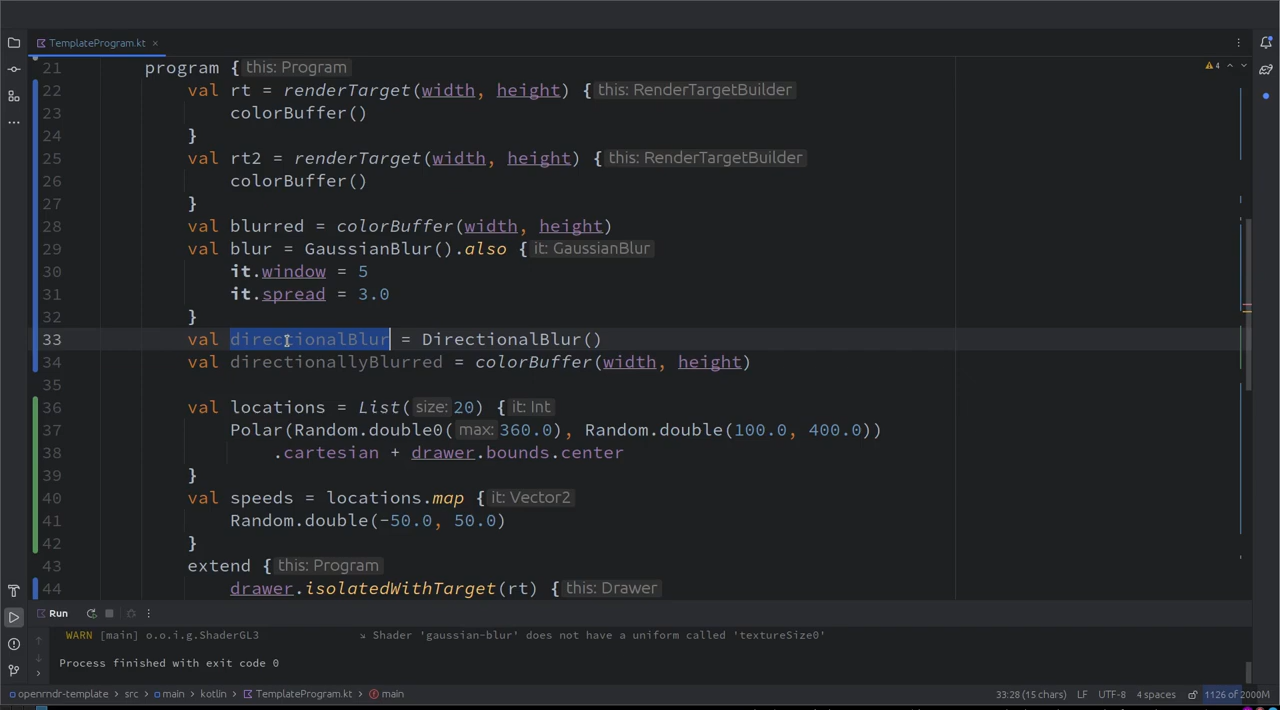 TemplateProgram.kt ×
4
21 program { this: Program
22 val rt = renderTarget(width, height) { this: RenderTargetBuilder
23 colorBuffer()
24 }
25 val rt2 = renderTarget(width, height) { this: RenderTargetBuilder
26 colorBuffer()
27 }
28 val blurred = colorBuffer(width, height)
29 val blur = GaussianBlur().also { it: GaussianBlur
30 it.window = 5
31 it.spread = 3.0
32 }
33 val directionalBlur = DirectionalBlur()
34 val directionallyBlurred = colorBuffer(width, height)
35
36 val locations = List( size: 20) { it: Int
37 Polar(Random.double0( max: 360.0), Random.double(100.0, 400.0))
38 .cartesian + drawer.bounds.center
39 }
40 val speeds = locations.map { it: Vector2
41 Random.double(-50.0, 50.0)
42 }
43 extend { this: Program
44 drawer.isolatedWithTarget(rt) { this: Drawer
Run
WARN [main] o.o.i.g.ShaderGL3 ↘ Shader 'gaussian-blur' does not have a uniform called 'textureSize0'
Process finished with exit code 0
openrndr-template > src > main > kotlin > TemplateProgram.kt > main 33:28 (15 chars) LF UTF-8 4 spaces 1126 of 2000M